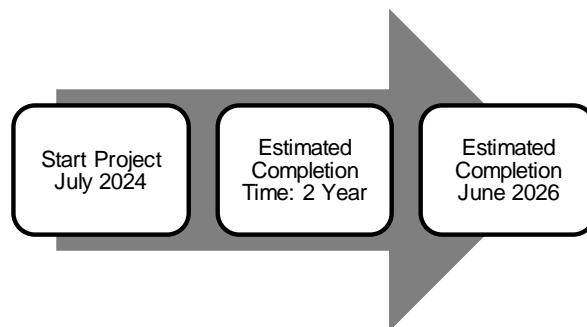 Start Project
July 2024
Estimated
Completion
Time: 2 Year
Estimated
Completion
June 2026